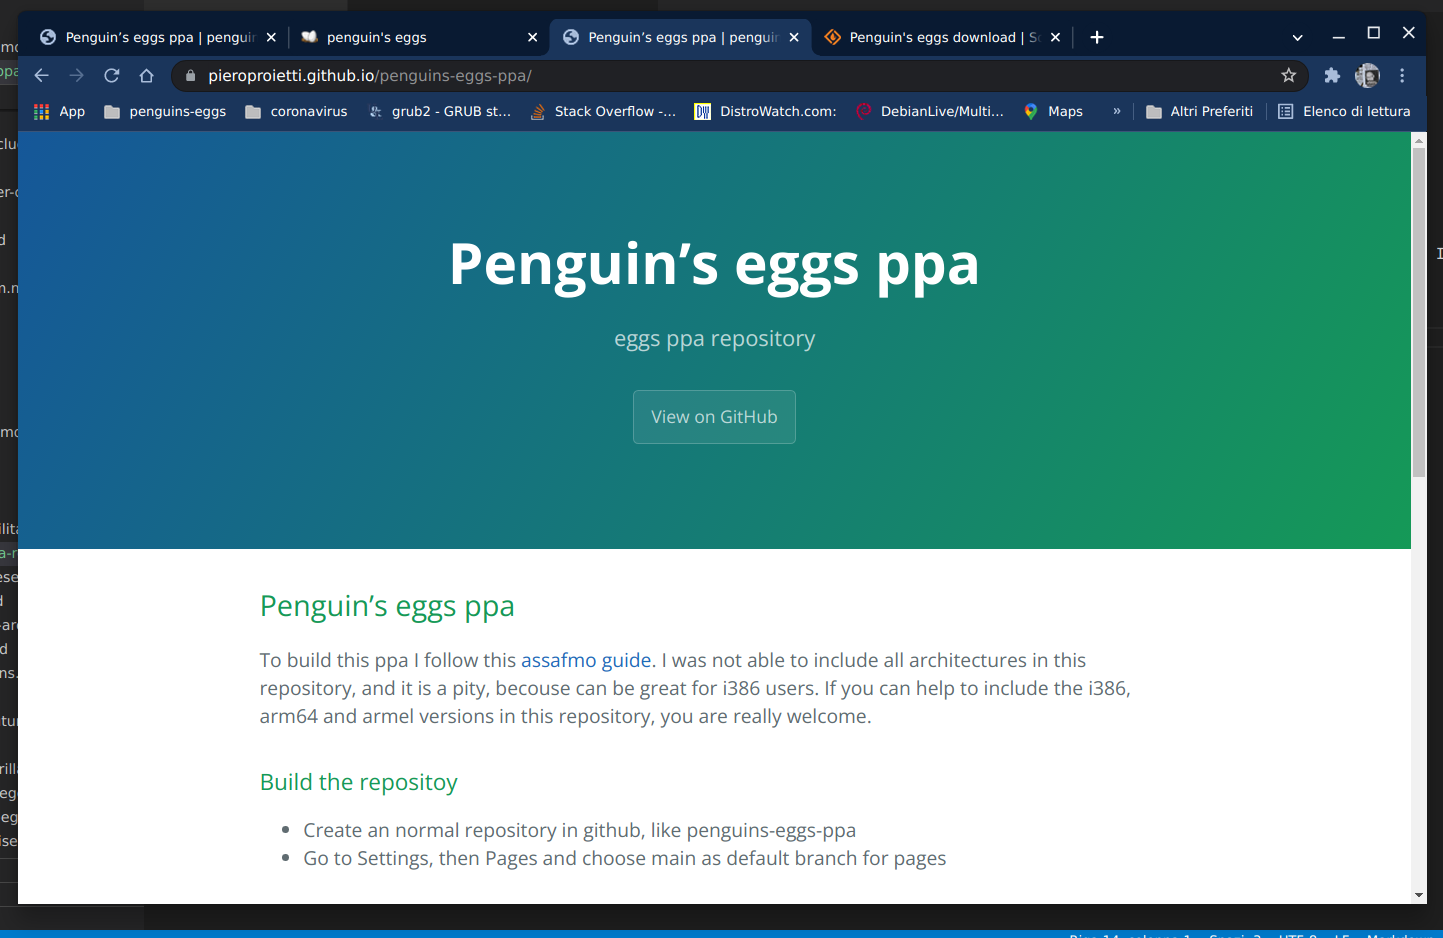 Penguin’s eggs ppa | penguin
penguin's eggs
Penguin’s eggs ppa | penguin
Penguin's eggs download | So
pieroproietti.github.io/penguins-eggs-ppa/
App
penguins-eggs
coronavirus
grub2 - GRUB st...
Stack Overflow -...
DistroWatch.com:
DebianLive/Multi...
Maps
»
Altri Preferiti
Elenco di lettura
Penguin’s eggs ppa
eggs ppa repository
View on GitHub
Penguin’s eggs ppa
To build this ppa I follow this assafmo guide. I was not able to include all architectures in this
repository, and it is a pity, becouse can be great for i386 users. If you can help to include the i386,
arm64 and armel versions in this repository, you are really welcome.
Build the repositoy
Create an normal repository in github, like penguins-eggs-ppa
Go to Settings, then Pages and choose main as default branch for pages